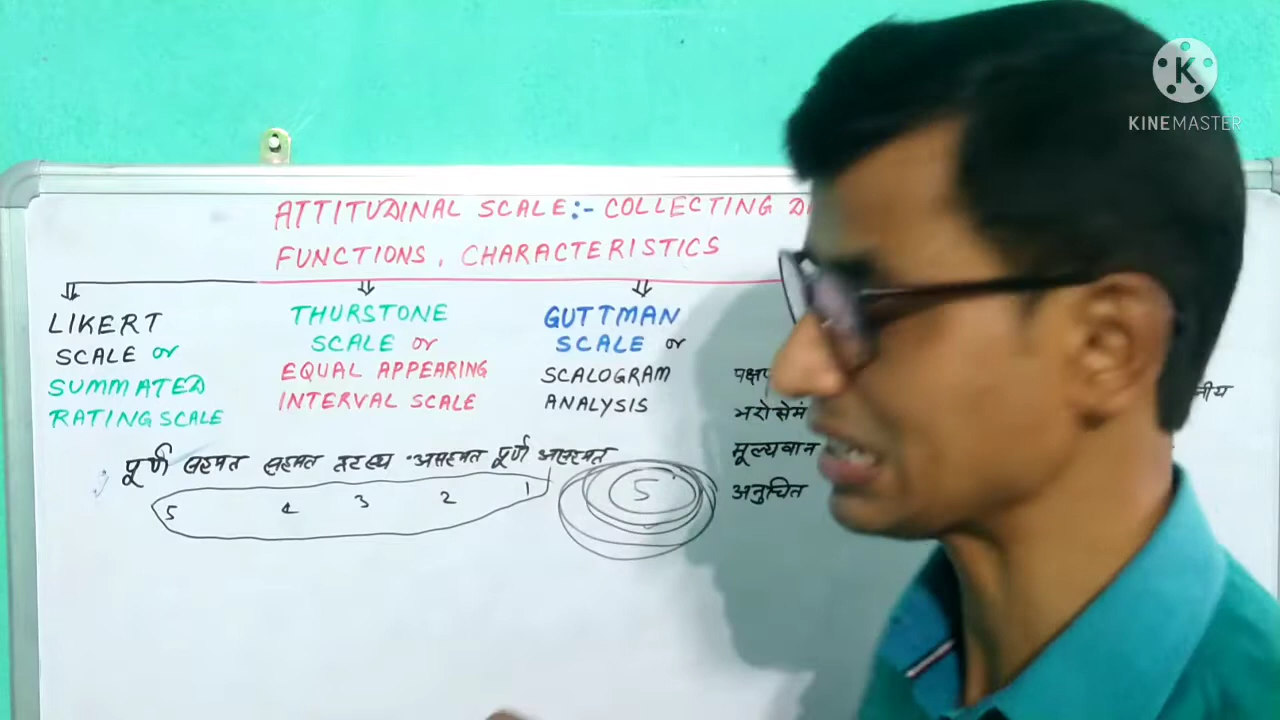 KINEMASTER
ATTITUDINAL SCALE:- COLLECTING
FUNCTIONS, CHARACTERISTICS
LIKERT
SCALE or
SUMMATED
RATING SCALE
THURSTONE
SCALE or
EQUAL APPEARING
INTERVAL SCALE
GUTTMAN
SCALE or
SCALOGRAM
ANALYSIS
भरोसेमं
मूल्यवान
अनुचित
पूर्ण सहमत सहमत तटस्थ असहमत पूर्ण असहमत
5 4 3 2 1
5